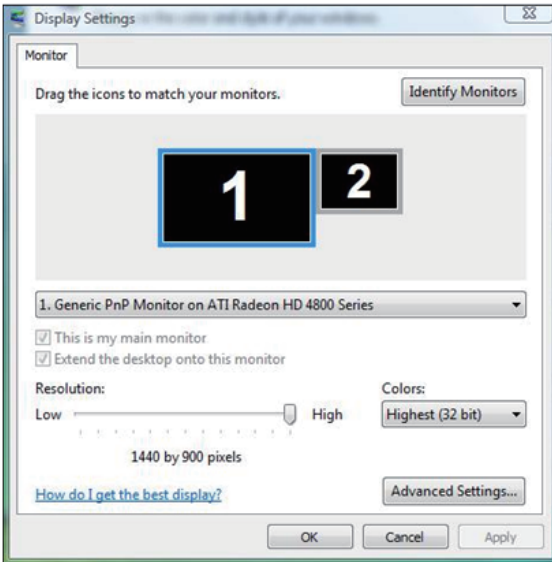 Display Settings
Monitor
Drag the icons to match your monitors.
Identify Monitors
1
2
1. Generic PnP Monitor on ATI Radeon HD 4800 Series
This is my main monitor
Extend the desktop onto this monitor
Resolution:
Colors:
Low
High
Highest (32 bit)
1440 by 900 pixels
How do I get the best display?
Advanced Settings...
OK
Cancel
Apply